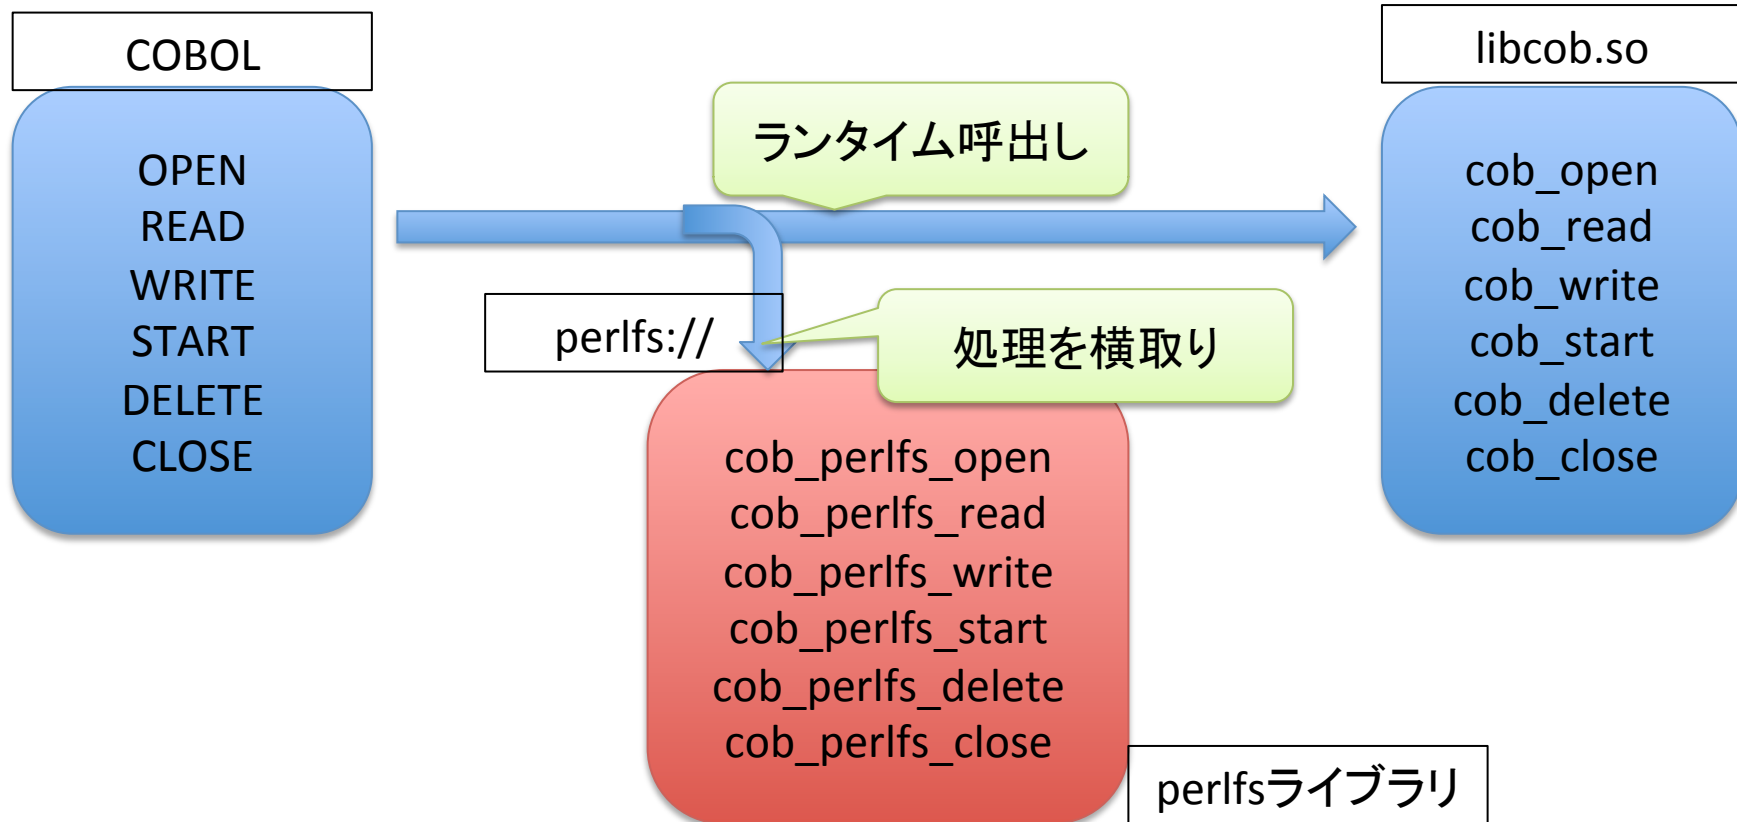 COBOL
OPEN
READ
WRITE
START
DELETE
CLOSE
ランタイム呼出し
perlfs://
処理を横取り
cob_perlfs_open
cob_perlfs_read
cob_perlfs_write
cob_perlfs_start
cob_perlfs_delete
cob_perlfs_close
perlfsライブラリ
libcob.so
cob_open
cob_read
cob_write
cob_start
cob_delete
cob_close